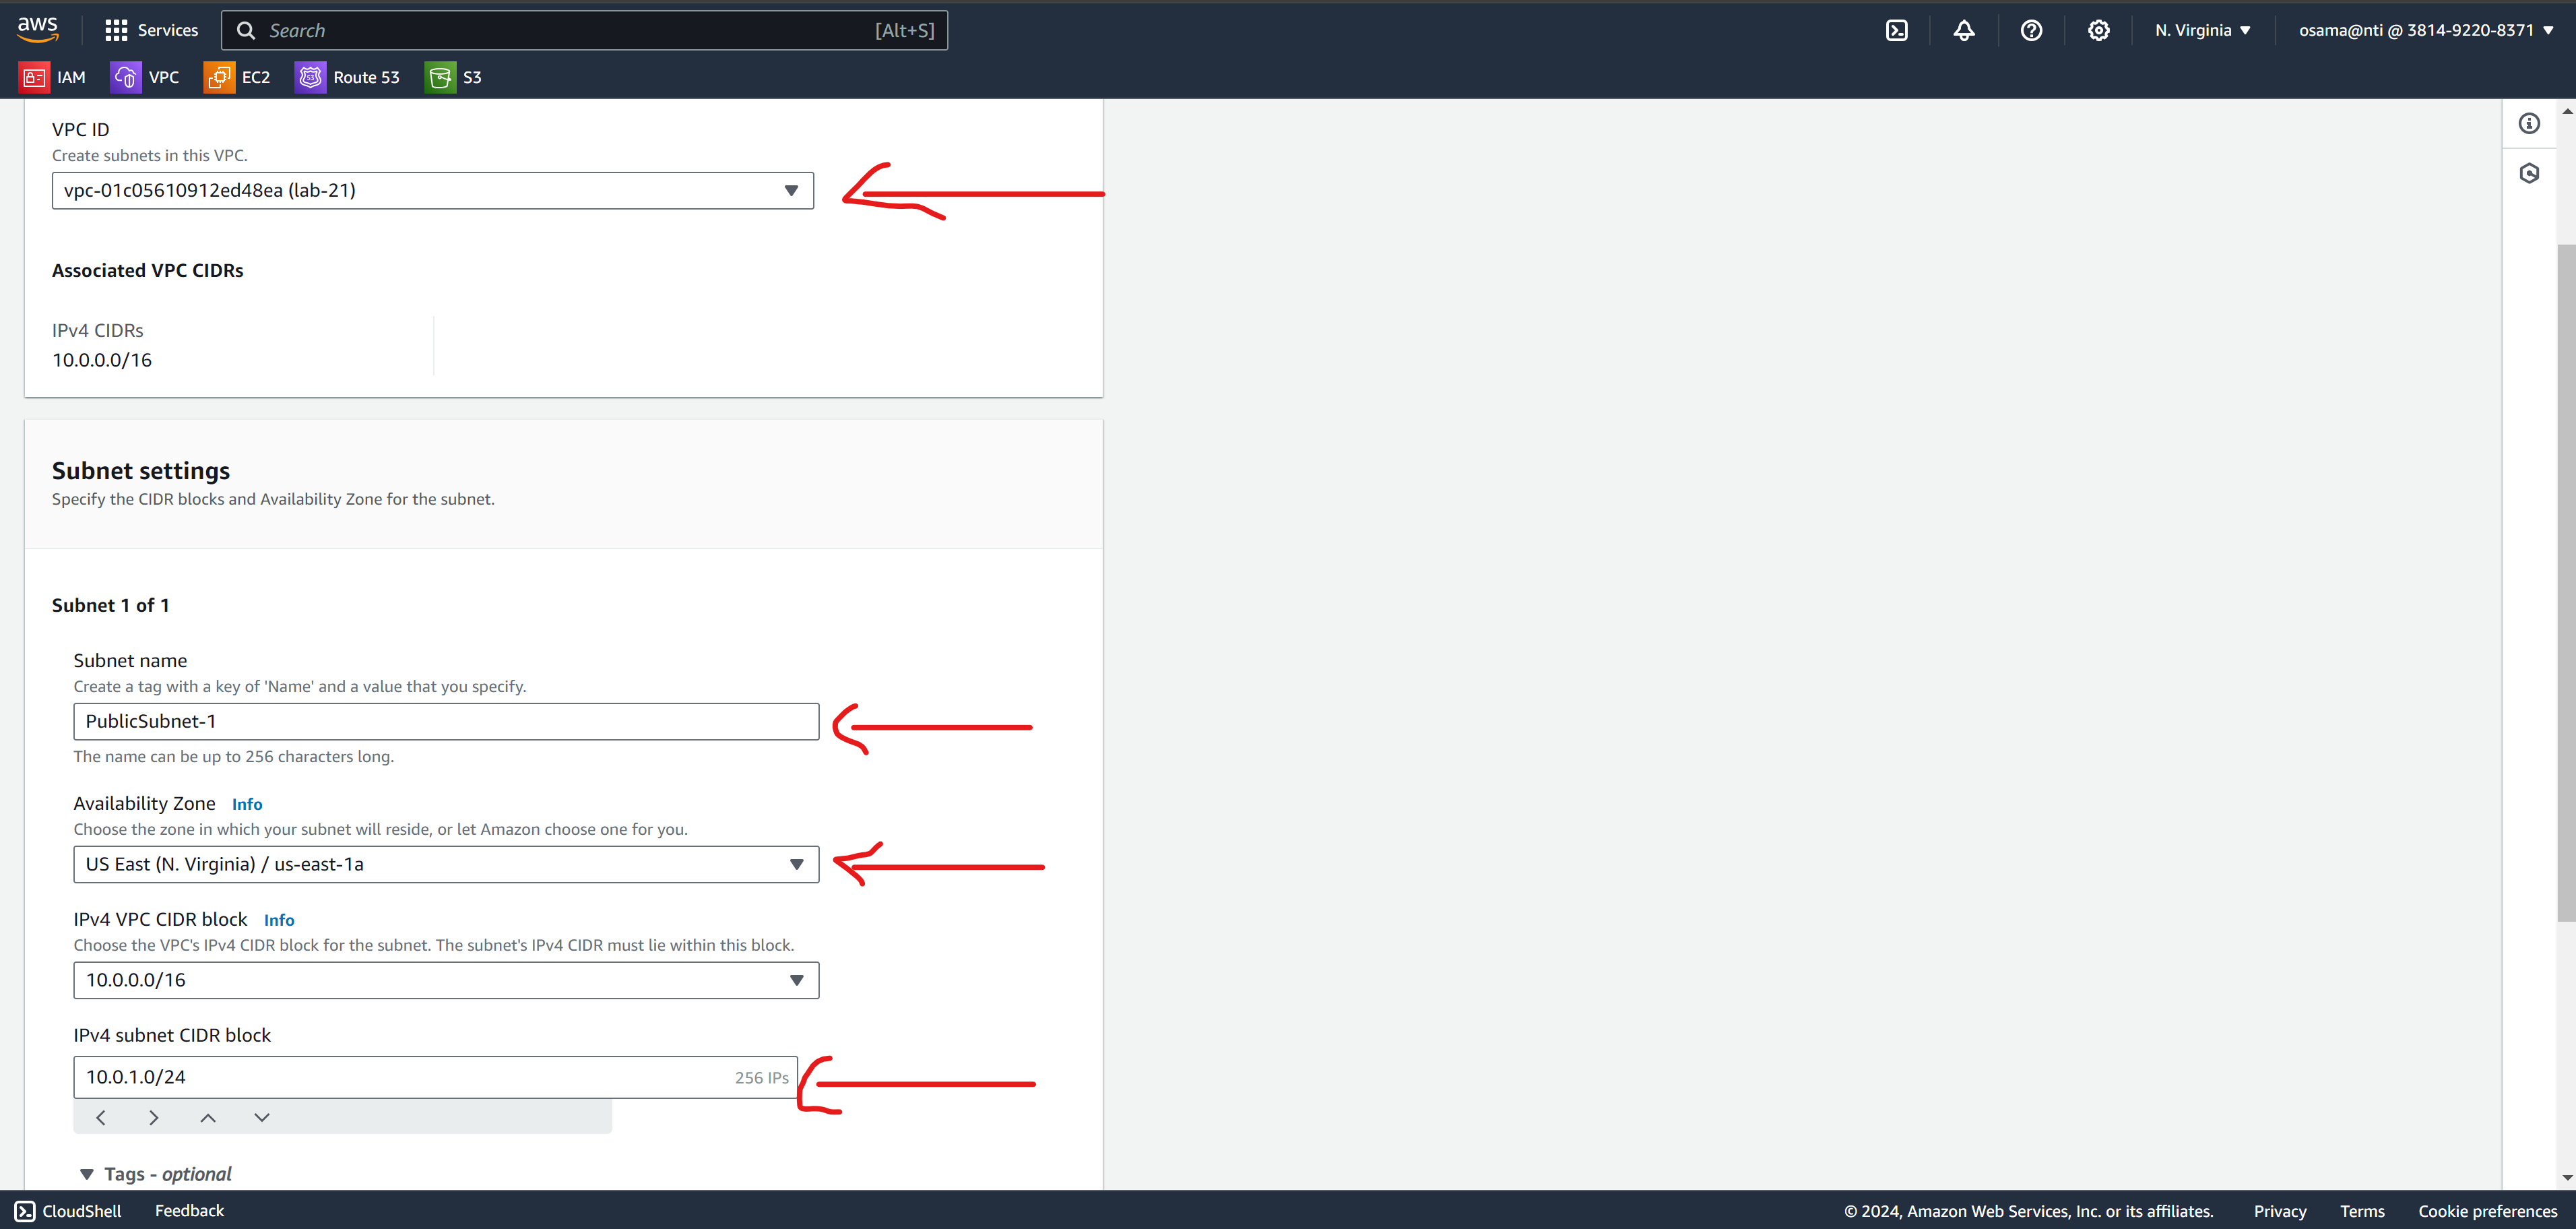 aws
Services
Search [Alt+S]
N. Virginia
osama@nti @ 3814-9220-8371
IAM
VPC
EC2
53
Route 53
S3
VPC ID
Create subnets in this VPC.
vpc-01c05610912ed48ea (lab-21)
Associated VPC CIDRs
IPv4 CIDRs
10.0.0.0/16
Subnet settings
Specify the CIDR blocks and Availability Zone for the subnet.
Subnet 1 of 1
Subnet name
Create a tag with a key of 'Name' and a value that you specify.
PublicSubnet-1
The name can be up to 256 characters long.
Availability Zone Info
Choose the zone in which your subnet will reside, or let Amazon choose one for you.
US East (N. Virginia) / us-east-1a
IPv4 VPC CIDR block Info
Choose the VPC's IPv4 CIDR block for the subnet. The subnet's IPv4 CIDR must lie within this block.
10.0.0.0/16
IPv4 subnet CIDR block
10.0.1.0/24 256 IPs
Tags - optional
CloudShell Feedback
© 2024, Amazon Web Services, Inc. or its affiliates. Privacy Terms Cookie preferences